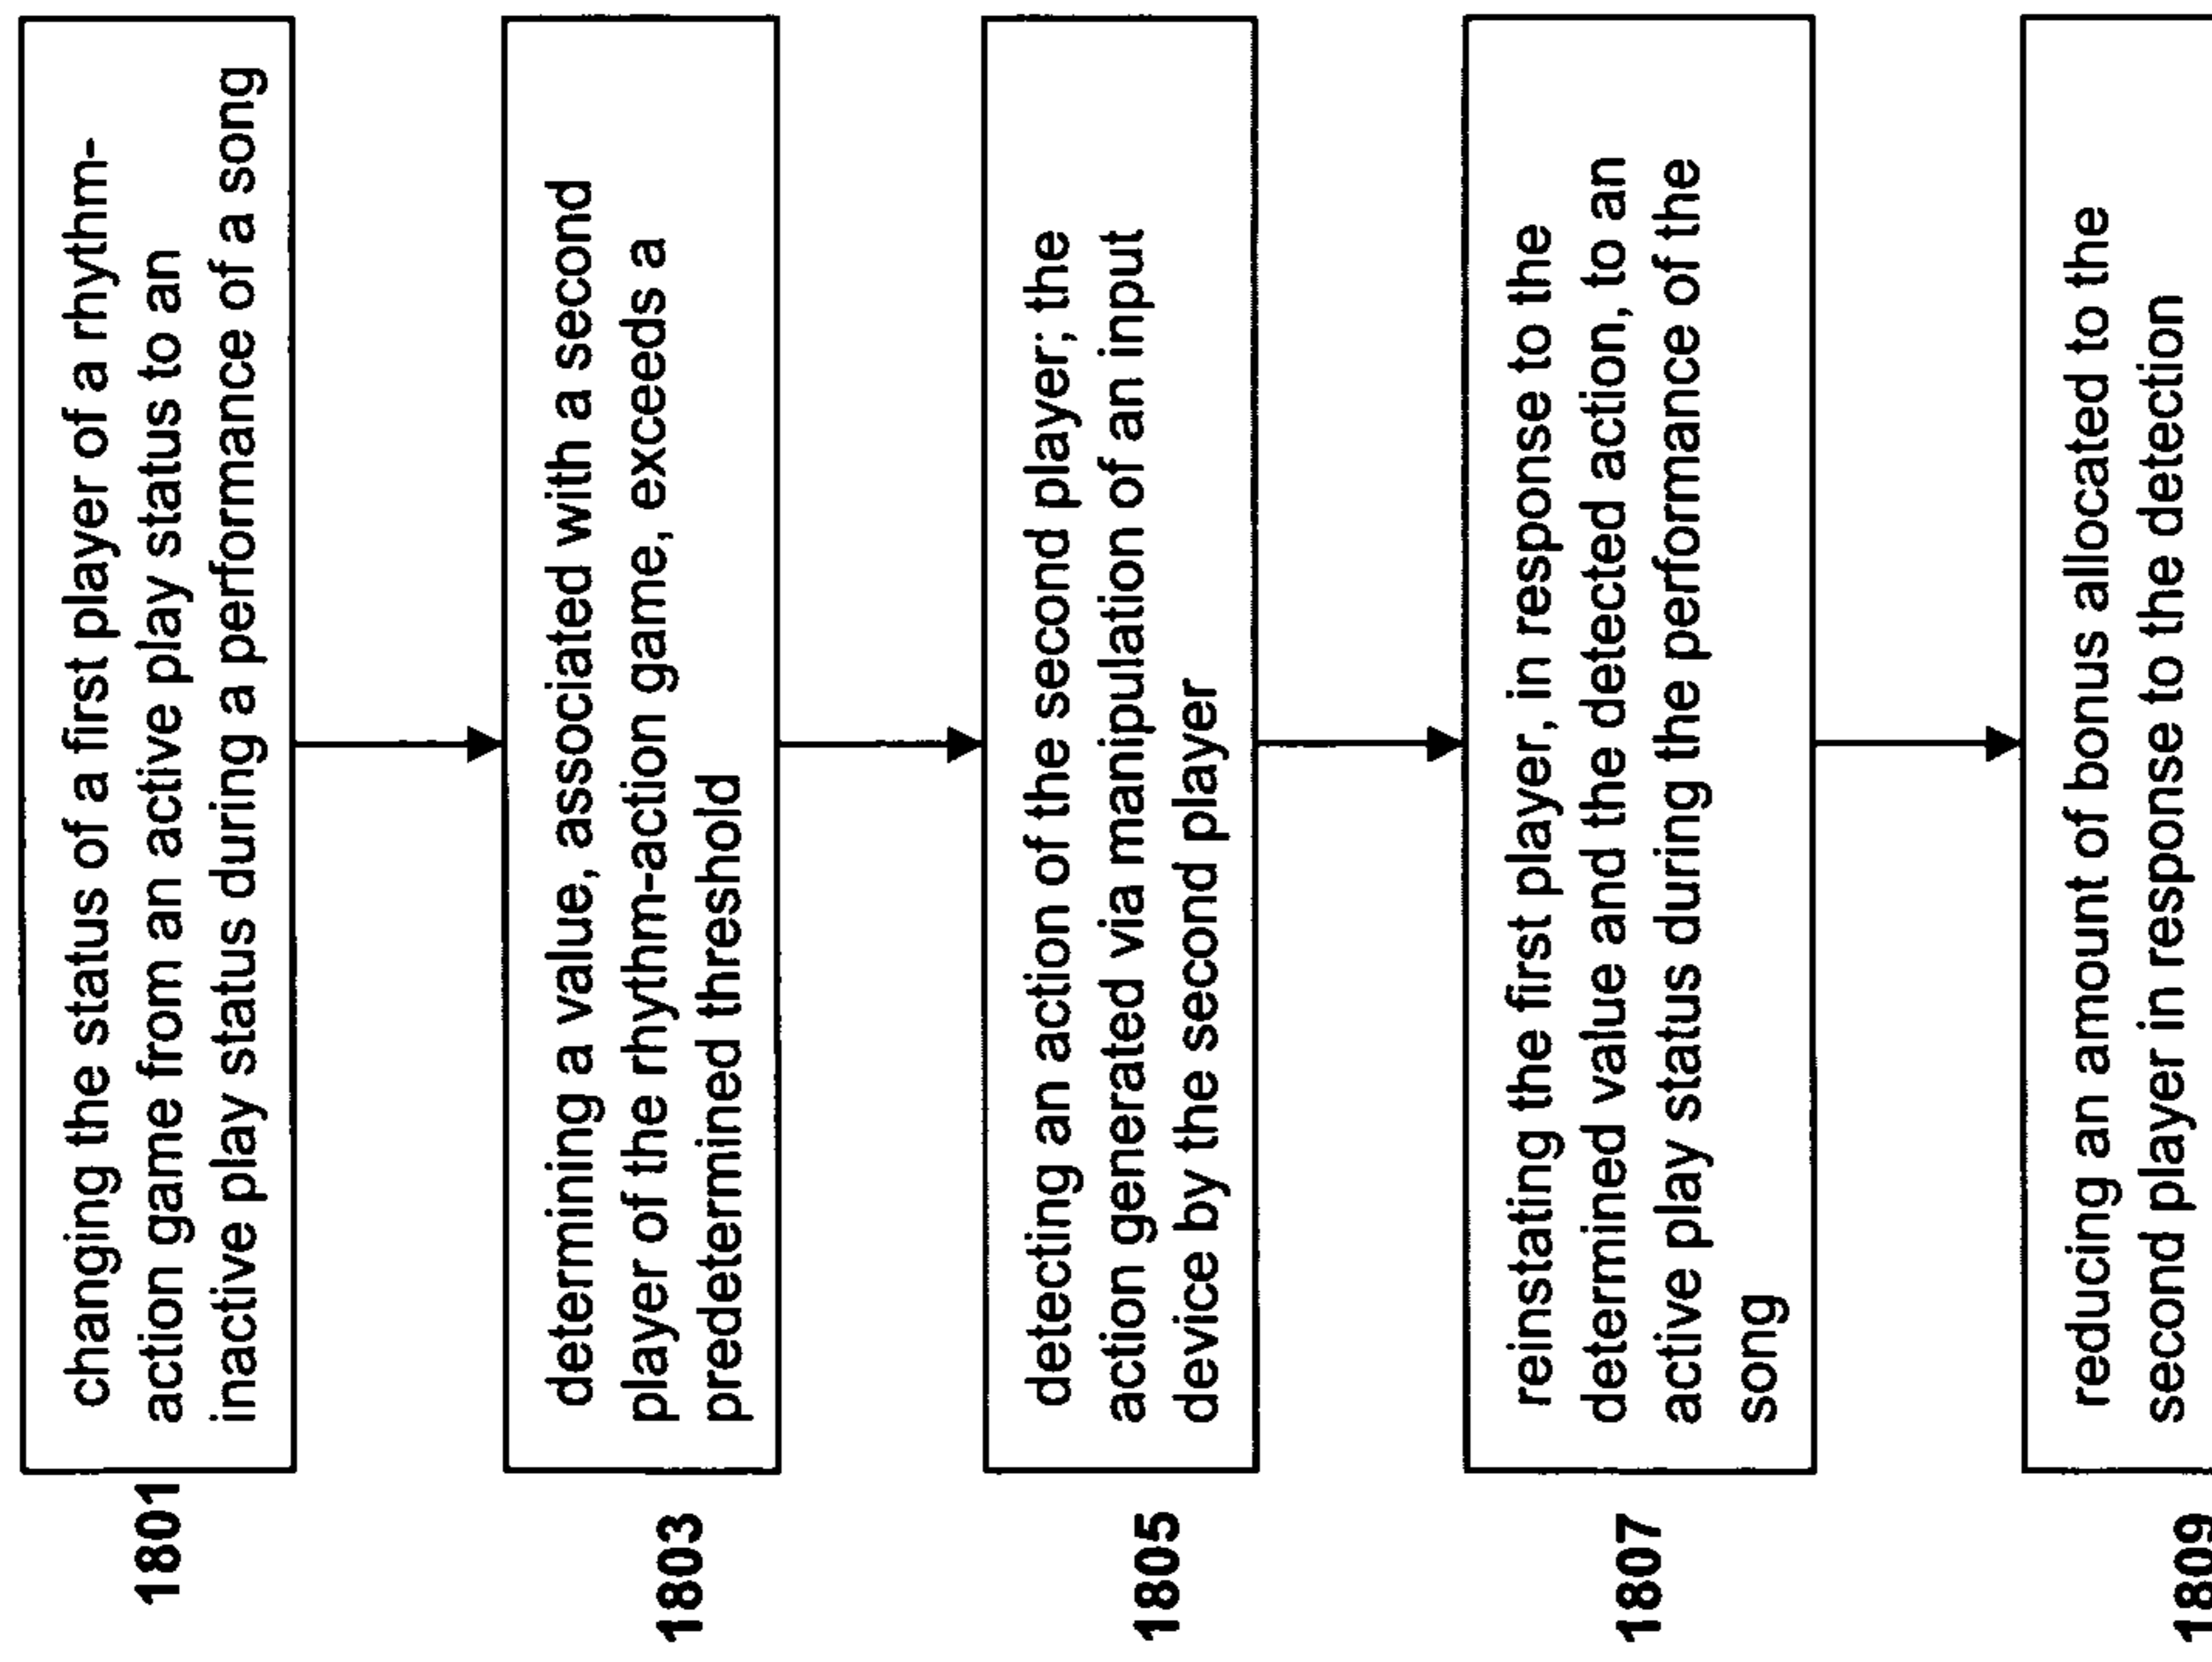 1801
changing the status of a first player of a rhythm-
action game from an active play status to an
inactive play status during a performance of a song
1803
determining a value, associated with a second
player of the rhythm-action game, exceeds a
predetermined threshold
1805
detecting an action of the second player; the
action generated via manipulation of an input
device by the second player
1807
reinstating the first player, in response to the
determined value and the detected action, to an
active play status during the performance of the
song
1809
reducing an amount of bonus allocated to the
second player in response to the detection